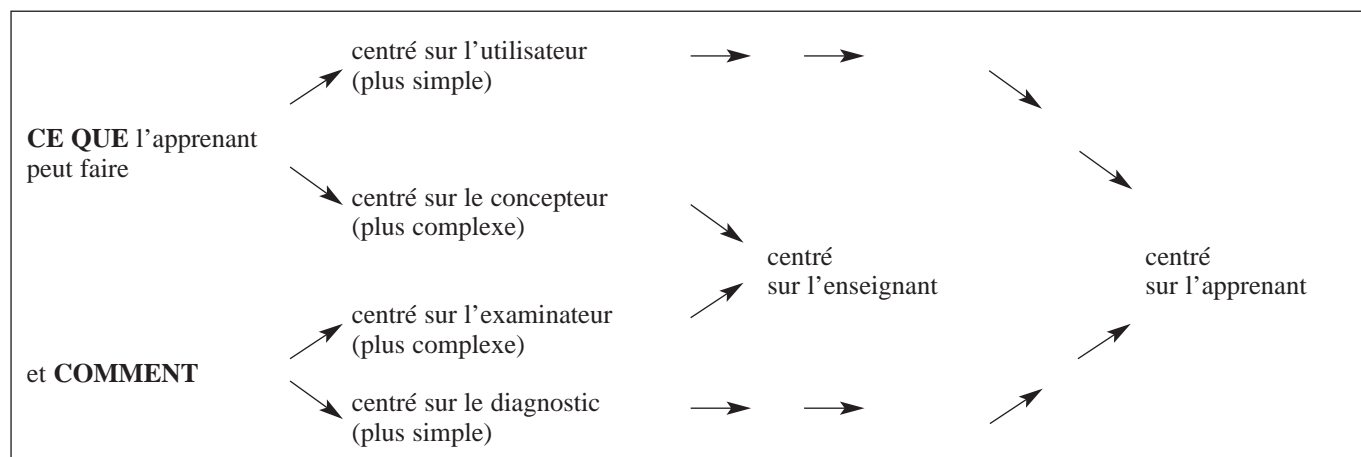 centré sur l’utilisateur
(plus simple)
CE QUE l’apprenant
peut faire
centré sur le concepteur
(plus complexe)
centré
sur l’enseignant
centré
sur l’apprenant
centré sur l’examinateur
(plus complexe)
et COMMENT
centré sur le diagnostic
(plus simple)